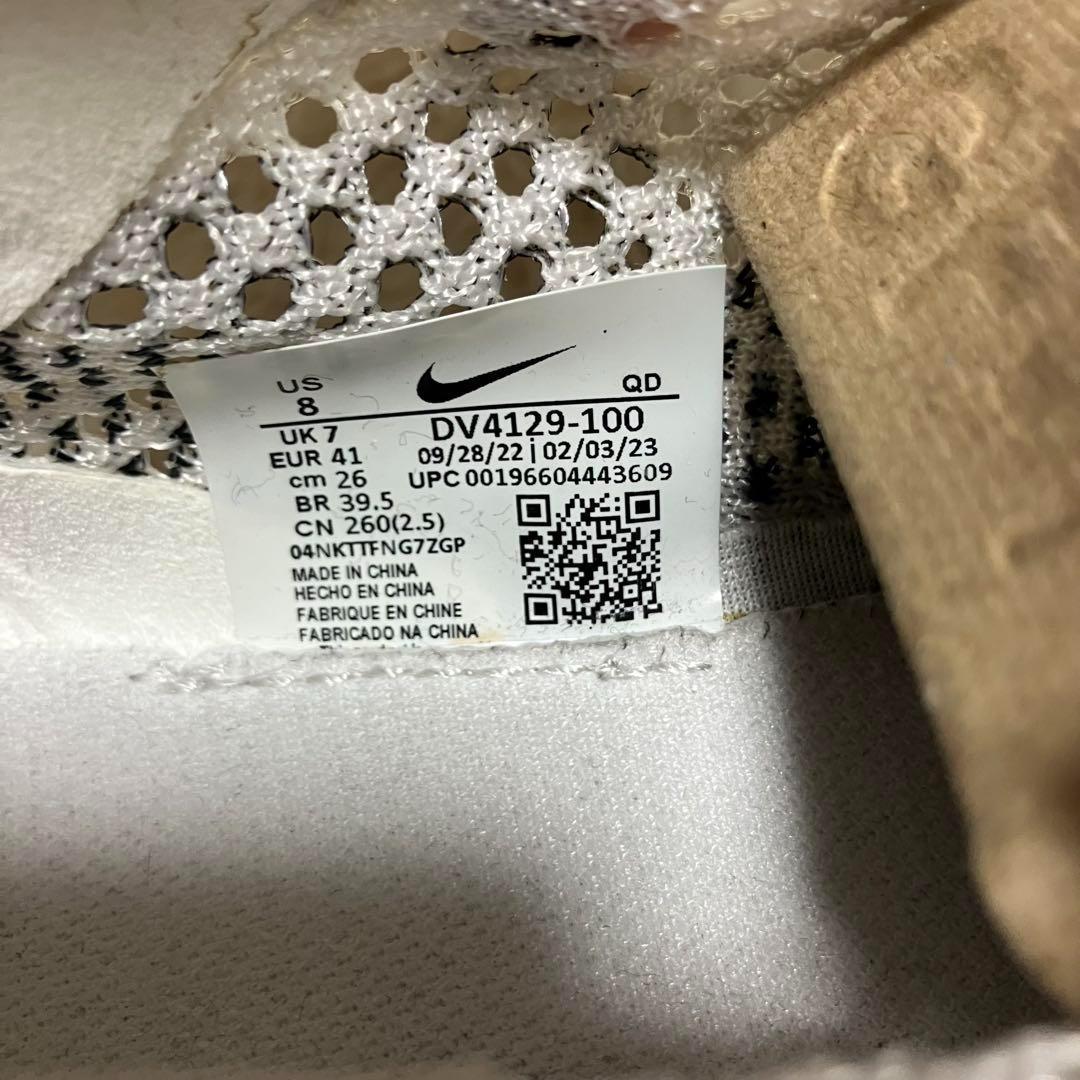 US
8
QD
UK 7
DV4129-100
EUR 41
09/28/22 | 02/03/23
cm 26
UPC 00196604443609
BR 39.5
CN 260(2.5)
04NKTTFNG7ZGP
MADE IN CHINA
HECHO EN CHINA
FABRIQUE EN CHINE
FABRICADO NA CHINA